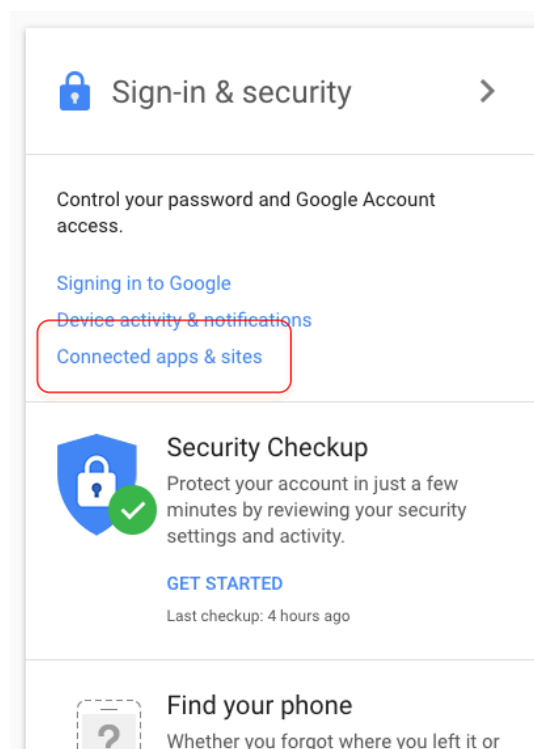 Sign-in & security
Control your password and Google Account
access.
Signing in to Google
Device activity & notifications
Connected apps & sites
Security Checkup
Protect your account in just a few
minutes by reviewing your security
settings and activity.
GET STARTED
Last checkup: 4 hours ago
Find your phone
?
Whether you forgot where you left it or